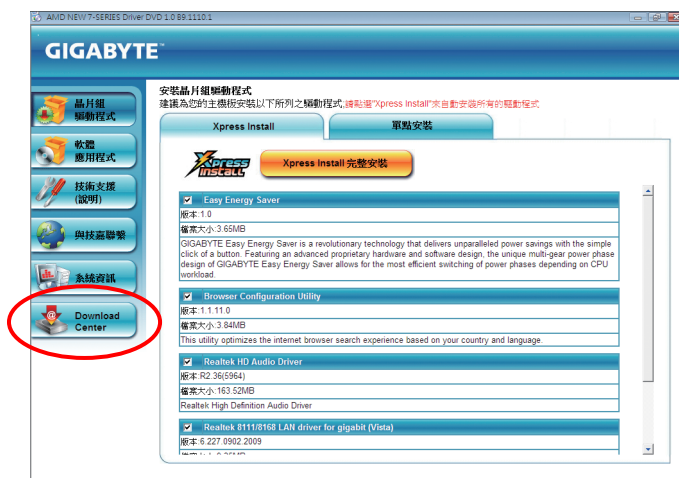 AMD NEW 7-SERIES Driver DVD 1.0 B9.1110.1
GIGABYTE™
晶片組
驅動程式
軟體
應用程式
技術支援
(說明)
與技嘉聯繫
系統資訊
Download
Center
安裝晶片組驅動程式
建議為您的主機板安裝以下所列之驅動程式,請點選"Xpress Install"來自動安裝所有的驅動程式
Xpress Install
單點安裝
Xpress
INSTALL
Xpress Install 完整安裝
Easy Energy Saver
版本:1.0
檔案大小:3.65MB
GIGABYTE Easy Energy Saver is a revolutionary technology that delivers unparalleled power savings with the simple
click of a button. Featuring an advanced proprietary hardware and software design, the unique multi-gear power phase
design of GIGABYTE Easy Energy Saver allows for the most efficient switching of power phases depending on CPU
workload.
Browser Configuration Utility
版本:1.1.11.0
檔案大小:3.84MB
This utility optimizes the internet browser search experience based on your country and language.
Realtek HD Audio Driver
版本:R2.36(5964)
檔案大小:163.52MB
Realtek High Definition Audio Driver
Realtek 8111/8168 LAN driver for gigabit (Vista)
版本:6.227.0902.2009